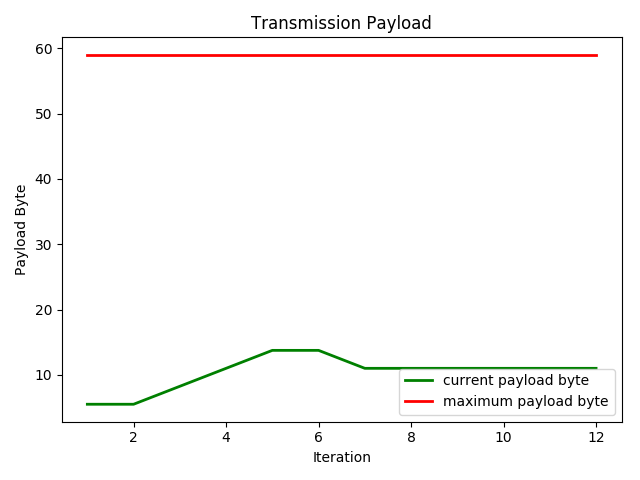 Transmission Payload
60
50
40
30
20
10
Payload Byte
current payload byte
maximum payload byte
2 4 6 8 10 12
Iteration